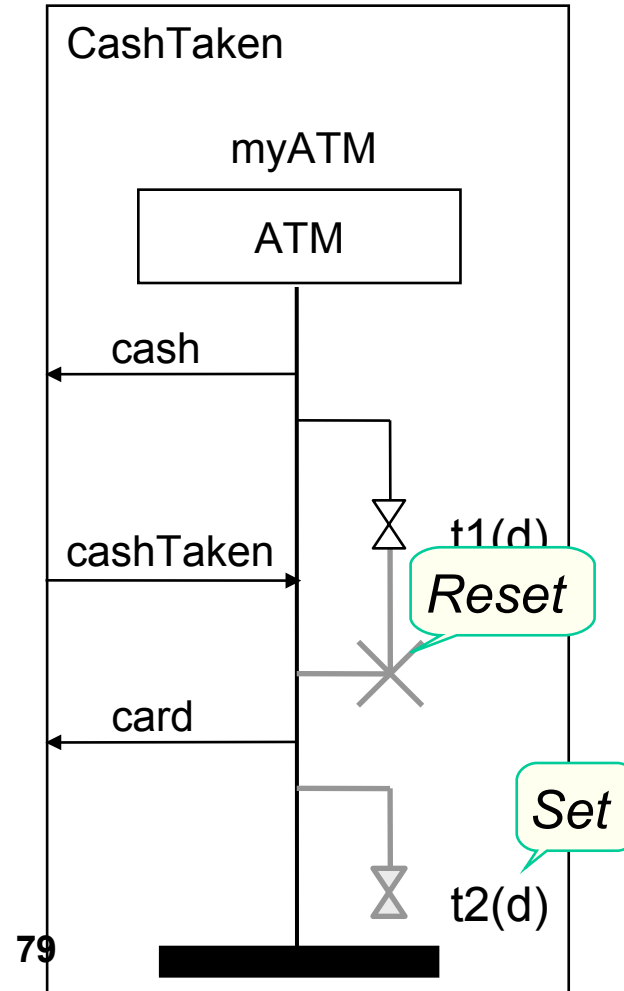 CashTaken
myATM
ATM
cash
t1(d)
cashTaken
Reset
card
Set
t2(d)
79